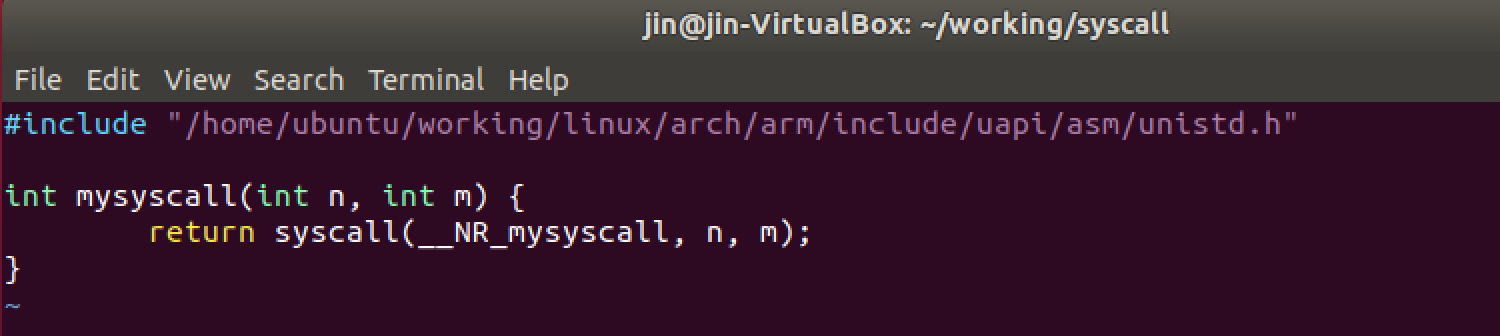 jin@jin-VirtualBox: ~/working/syscall
File Edit View Search Terminal Help
#include "/home/ubuntu/working/linux/arch/arm/include/uapi/asm/unistd.h"
int mysyscall(int n, int m) {
        return syscall(__NR_mysyscall, n, m);
}
~